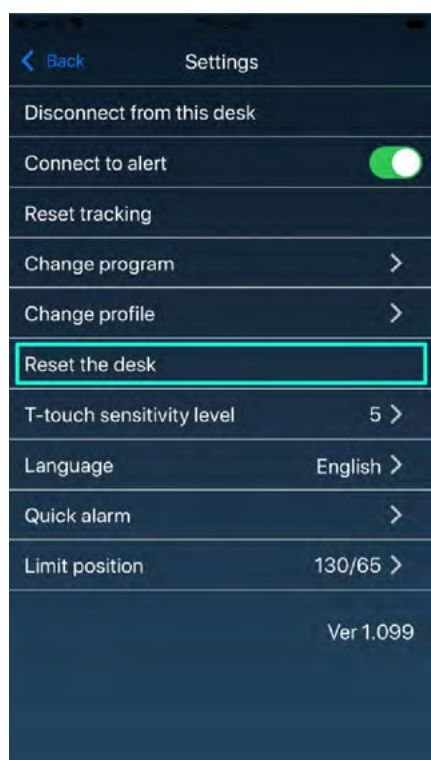 Back Settings
Disconnect from this desk
Connect to alert
Reset tracking
Change program
Change profile
Reset the desk
T-touch sensitivity level 5
Language English
Quick alarm
Limit position 130/65
Ver 1.099